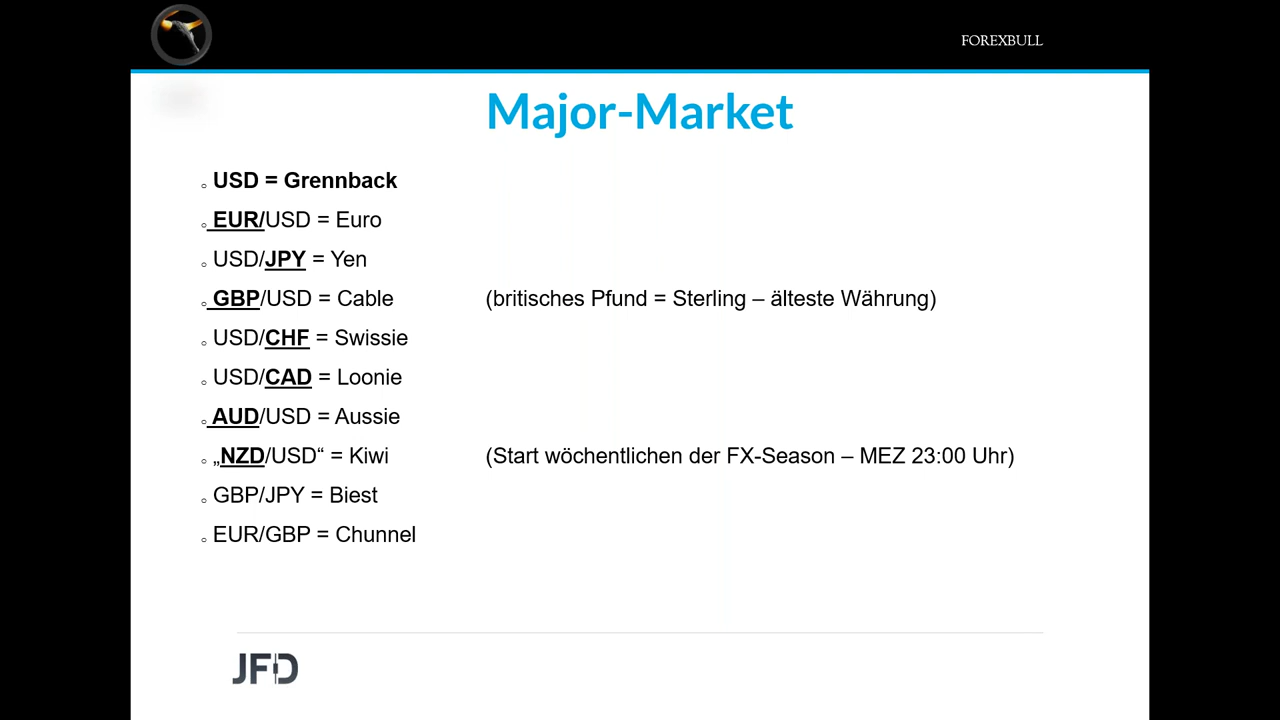 FOREXBULL
Major-Market
USD = Grennback
EUR/USD = Euro
USD/JPY = Yen
GBP/USD = Cable (britisches Pfund = Sterling – älteste Währung)
USD/CHF = Swissie
USD/CAD = Loonie
AUD/USD = Aussie
„NZD/USD“ = Kiwi (Start wöchentlichen der FX-Season – MEZ 23:00 Uhr)
GBP/JPY = Biest
EUR/GBP = Chunnel
JFD